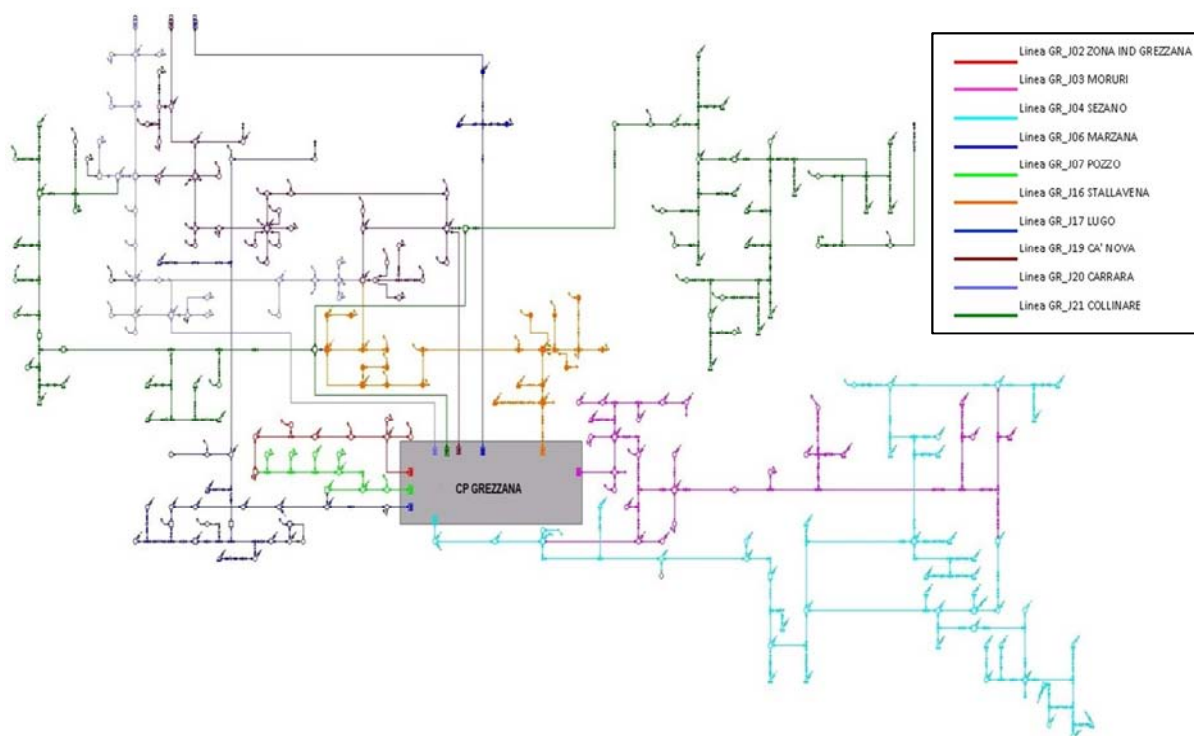 Linea GR_J02 ZONA IND GREZZANA
Linea GR_J03 MORURI
Linea GR_J04 SEZANO
Linea GR_J06 MARZANA
Linea GR_J07 POZZO
Linea GR_J16 STALLAVENA
Linea GR_J17 LUGO
Linea GR_J19 CA' NOVA
Linea GR_J20 CARRARA
Linea GR_J21 COLLINARE
CP GREZZANA